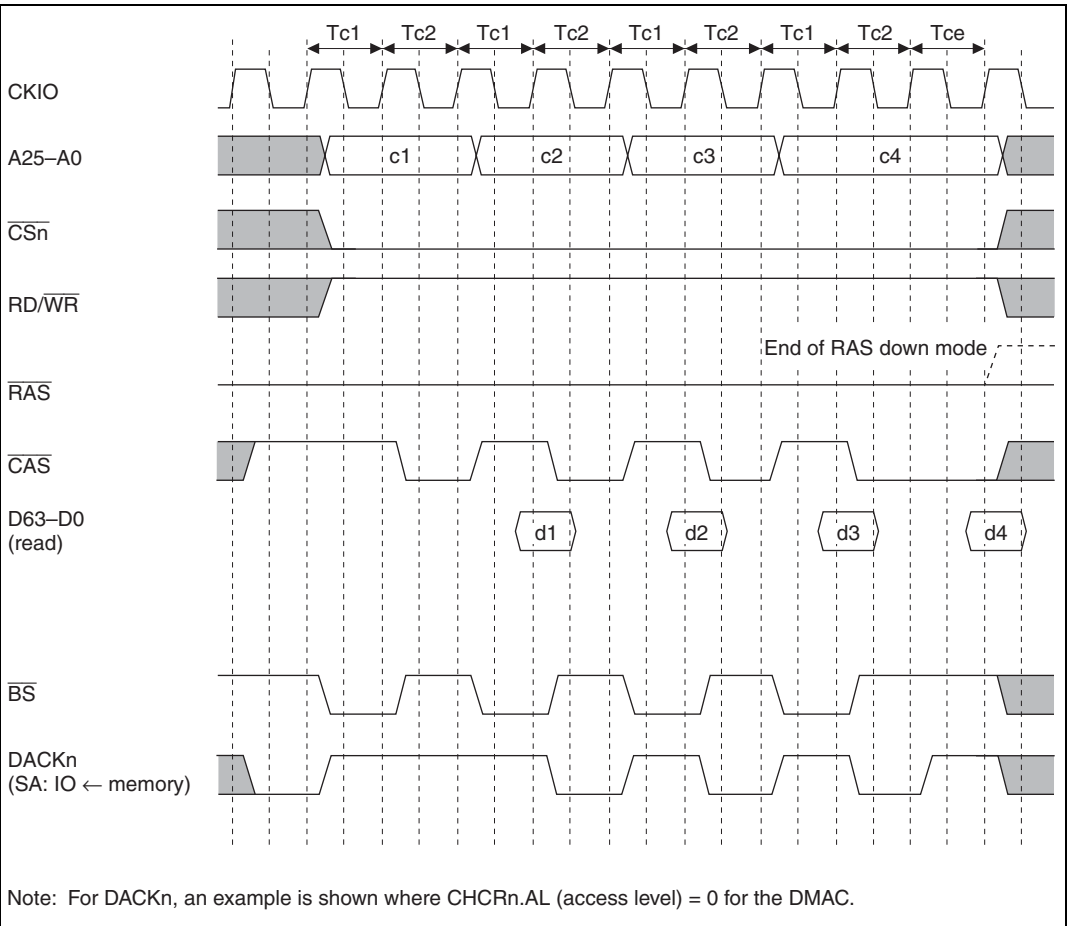 Tc1 Tc2 Tc1 Tc2 Tc1 Tc2 Tc1 Tc2 Tce
CKIO
A25–A0 c1 c2 c3 c4
CSn
RD/WR
End of RAS down mode
RAS
CAS
D63–D0
(read) d1 d2 d3 d4
BS
DACKn
(SA: IO ← memory)
Note: For DACKn, an example is shown where CHCRn.AL (access level) = 0 for the DMAC.